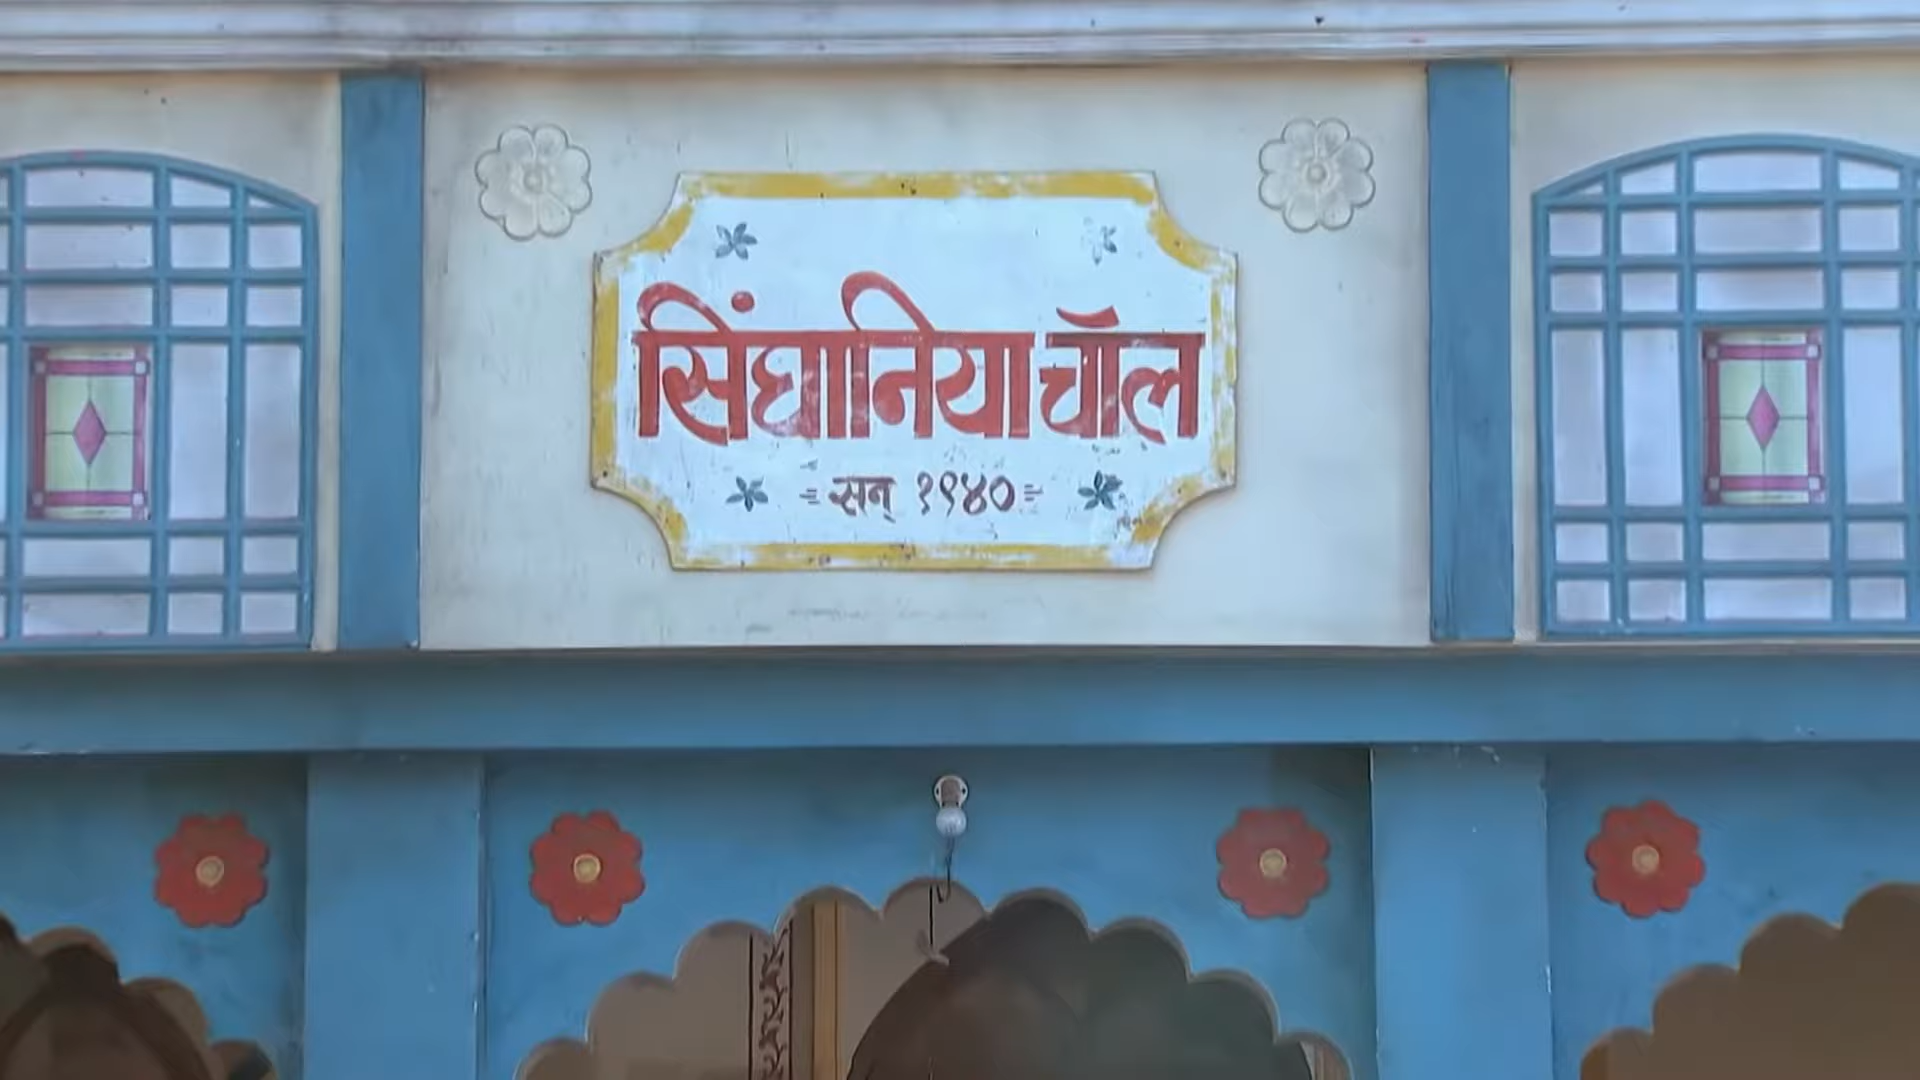 सिंघानिया चॉल
= सन् १९४० =